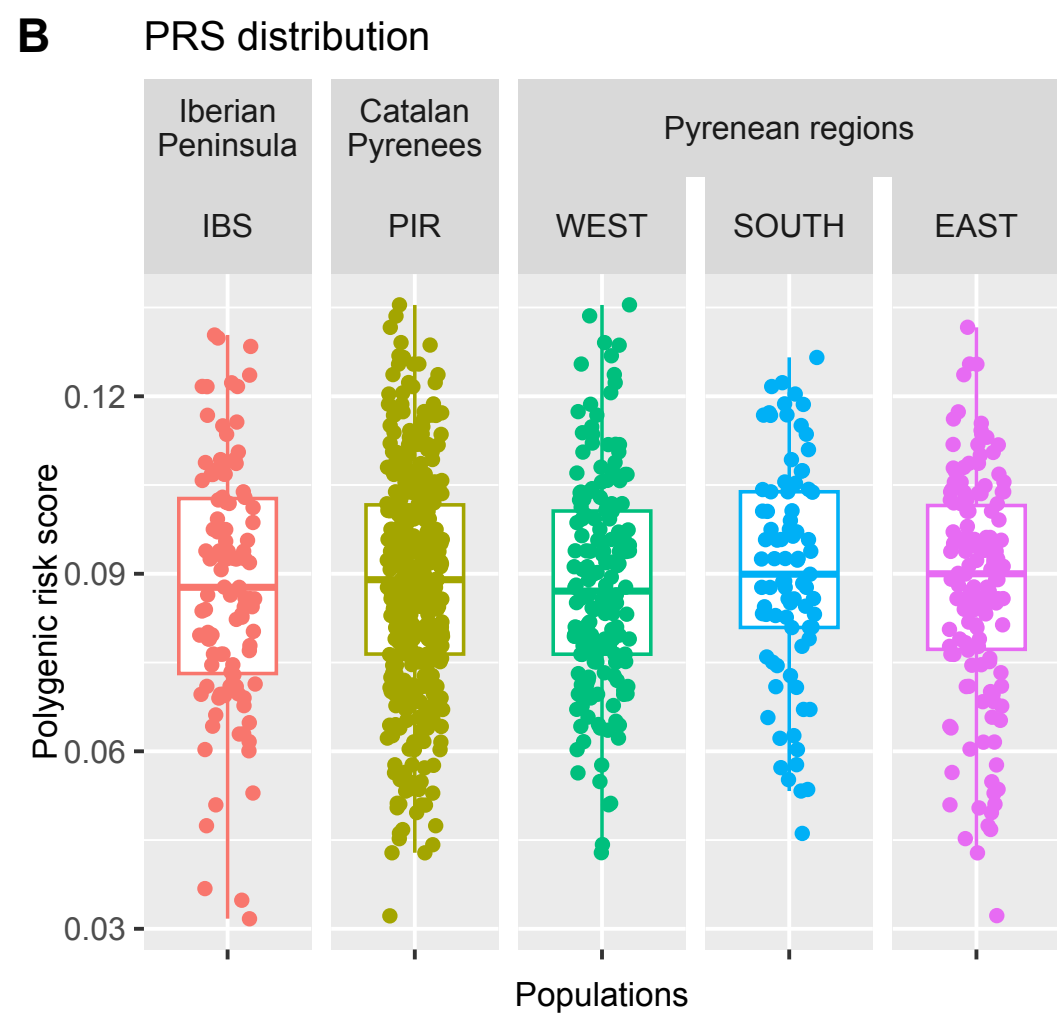 B PRS distribution
Iberian
Peninsula
Catalan
Pyrenees
Pyrenean regions
IBS
PIR
WEST
SOUTH
EAST
Polygenic risk score
0.12
0.09
0.06
0.03
Populations